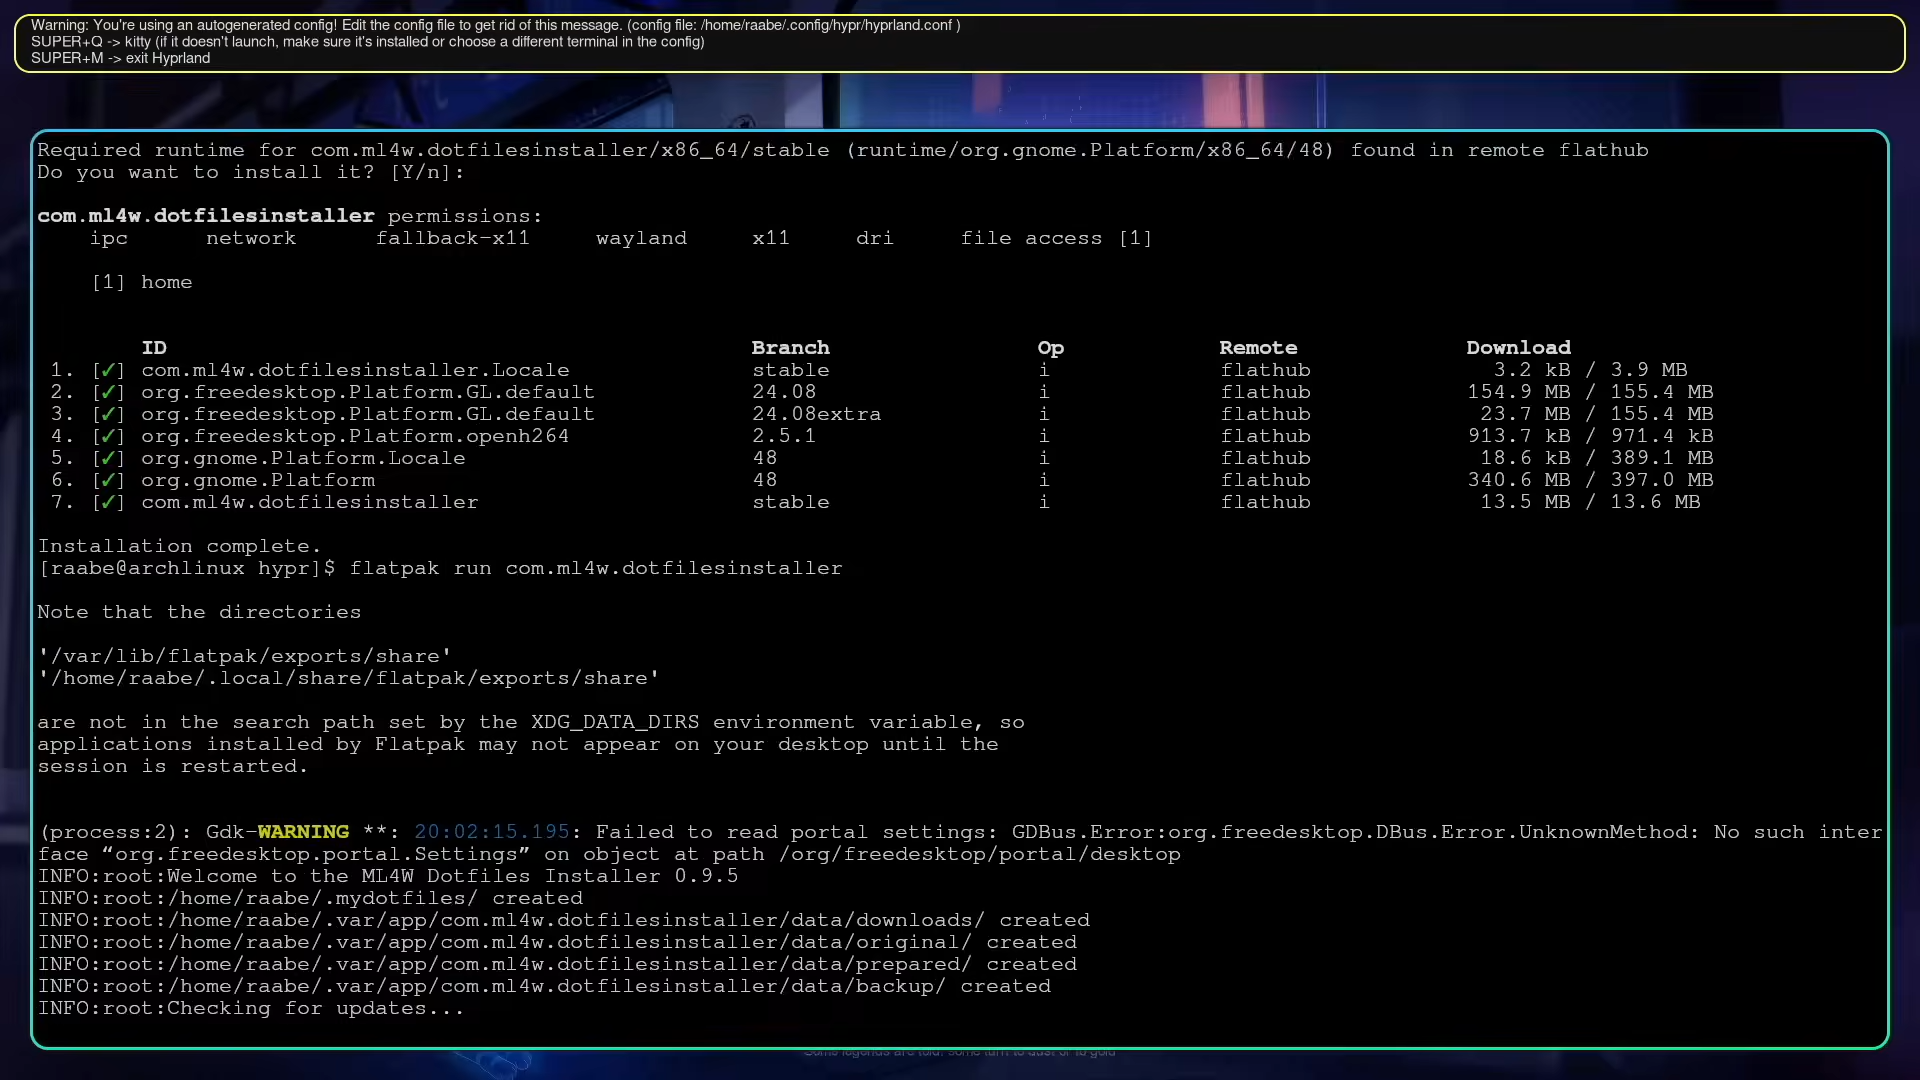 Warning: You're using an autogenerated config! Edit the config file to get rid of this message. (config file: /home/raabe/.config/hypr/hyprland.conf )
SUPER+Q -> kitty (if it doesn't launch, make sure it's installed or choose a different terminal in the config)
SUPER+M -> exit Hyprland
Required runtime for com.ml4w.dotfilesinstaller/x86_64/stable (runtime/org.gnome.Platform/x86_64/48) found in remote flathub
Do you want to install it? [Y/n]:
com.ml4w.dotfilesinstaller permissions:
ipc network fallback-x11 wayland x11 dri file access [1]
[1] home
ID Branch Op Remote Download
1. [✓] com.ml4w.dotfilesinstaller.Locale stable i flathub 3.2 kB / 3.9 MB
2. [✓] org.freedesktop.Platform.GL.default 24.08 i flathub 154.9 MB / 155.4 MB
3. [✓] org.freedesktop.Platform.GL.default 24.08extra i flathub 23.7 MB / 155.4 MB
4. [✓] org.freedesktop.Platform.openh264 2.5.1 i flathub 913.7 kB / 971.4 kB
5. [✓] org.gnome.Platform.Locale 48 i flathub 18.6 kB / 389.1 MB
6. [✓] org.gnome.Platform 48 i flathub 340.6 MB / 397.0 MB
7. [✓] com.ml4w.dotfilesinstaller stable i flathub 13.5 MB / 13.6 MB
Installation complete.
[raabe@archlinux hypr]$ flatpak run com.ml4w.dotfilesinstaller
Note that the directories
'/var/lib/flatpak/exports/share'
'/home/raabe/.local/share/flatpak/exports/share'
are not in the search path set by the XDG_DATA_DIRS environment variable, so
applications installed by Flatpak may not appear on your desktop until the
session is restarted.
(process:2): Gdk-WARNING **: 20:02:15.195: Failed to read portal settings: GDBus.Error:org.freedesktop.DBus.Error.UnknownMethod: No such inter
face “org.freedesktop.portal.Settings” on object at path /org/freedesktop/portal/desktop
INFO:root:Welcome to the ML4W Dotfiles Installer 0.9.5
INFO:root:/home/raabe/.mydotfiles/ created
INFO:root:/home/raabe/.var/app/com.ml4w.dotfilesinstaller/data/downloads/ created
INFO:root:/home/raabe/.var/app/com.ml4w.dotfilesinstaller/data/original/ created
INFO:root:/home/raabe/.var/app/com.ml4w.dotfilesinstaller/data/prepared/ created
INFO:root:/home/raabe/.var/app/com.ml4w.dotfilesinstaller/data/backup/ created
INFO:root:Checking for updates...